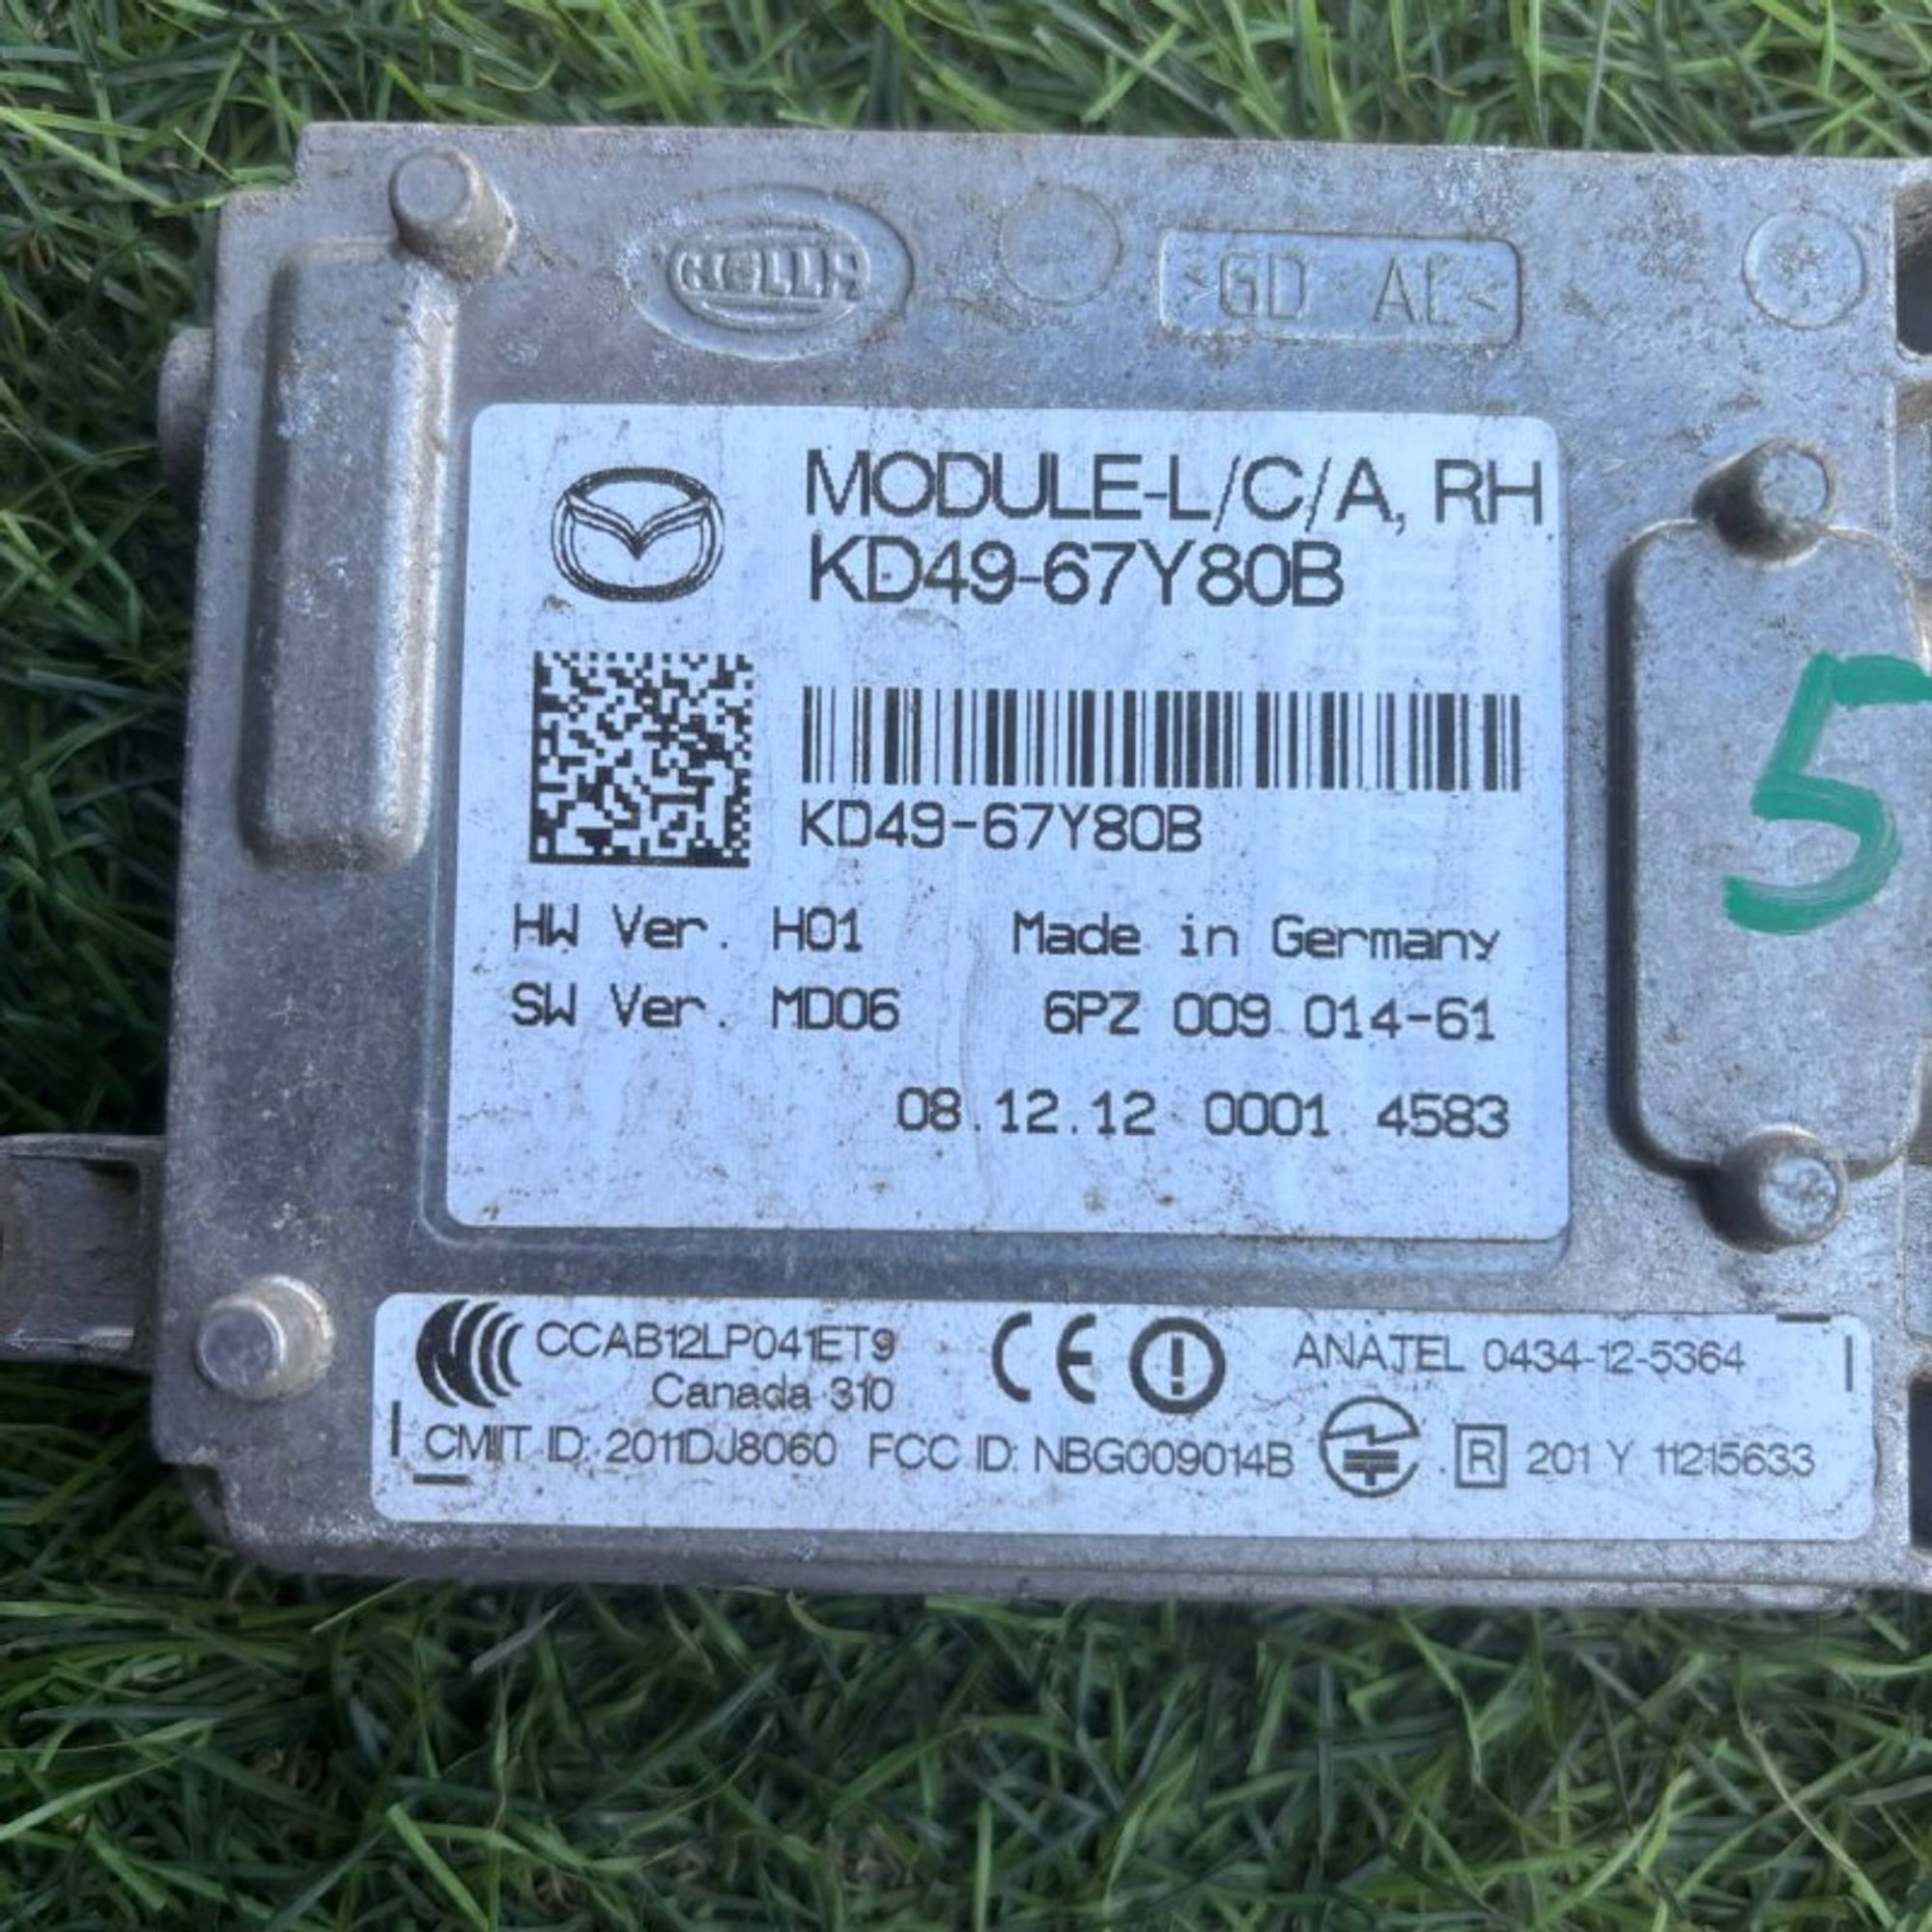 HELLA
>GD AL<
MODULE-L/C/A, RH
KD49-67Y80B
KD49-67Y80B
HW Ver. H01 Made in Germany
SW Ver. MD06 6PZ 009 014-61
08.12.12 0001 4583
5
CCAB12LP041ET9
Canada 310
CE
ANATEL 0434-12-5364
CMIIT ID: 2011DJ8060 FCC ID: NBG009014B
R 201 Y 11215633